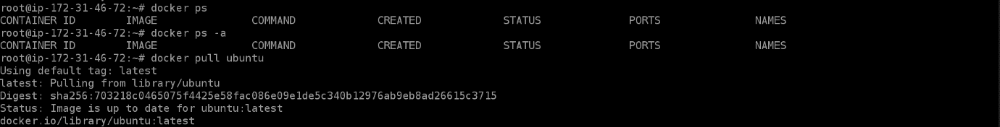 root@ip-172-31-46-72:~# docker ps
CONTAINER ID        IMAGE               COMMAND             CREATED             STATUS              PORTS               NAMES
root@ip-172-31-46-72:~# docker ps -a
CONTAINER ID        IMAGE               COMMAND             CREATED             STATUS              PORTS               NAMES
root@ip-172-31-46-72:~# docker pull ubuntu
Using default tag: latest
latest: Pulling from library/ubuntu
Digest: sha256:703218c0465075f4425e58fac086e09e1de5c340b12976ab9eb8ad26615c3715
Status: Image is up to date for ubuntu:latest
docker.io/library/ubuntu:latest